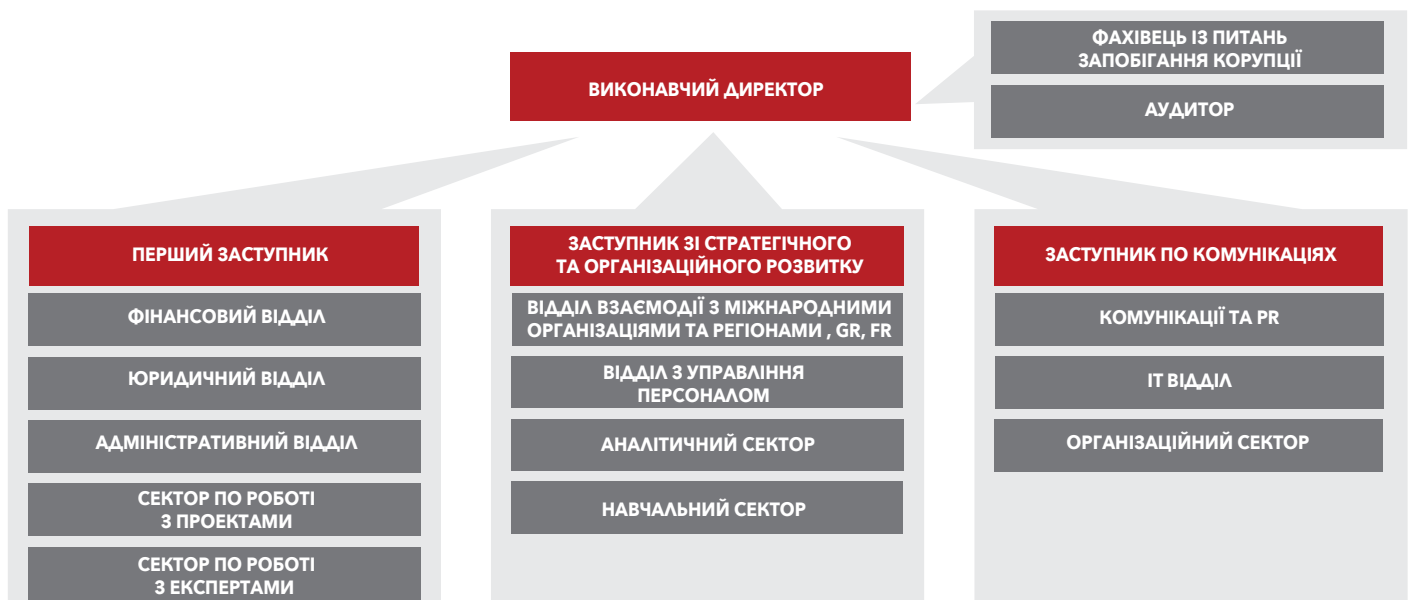 ФАХІВЕЦЬ ІЗ ПИТАНЬ
ЗАПОБІГАННЯ КОРУПЦІЇ
ВИКОНАВЧИЙ ДИРЕКТОР
АУДИТОР
ПЕРШИЙ ЗАСТУПНИК
ФІНАНСОВИЙ ВІДДІЛ
ЮРИДИЧНИЙ ВІДДІЛ
АДМІНІСТРАТИВНИЙ ВІДДІЛ
СЕКТОР ПО РОБОТІ
З ПРОЕКТАМИ
СЕКТОР ПО РОБОТІ
З ЕКСПЕРТАМИ
ЗАСТУПНИК ЗІ СТРАТЕГІЧНОГО
ТА ОРГАНІЗАЦІЙНОГО РОЗВИТКУ
ВІДДІЛ ВЗАЄМОДІЇ З МІЖНАРОДНИМИ
ОРГАНІЗАЦІЯМИ ТА РЕГІОНАМИ , GR, FR
ВІДДІЛ З УПРАВЛІННЯ
ПЕРСОНАЛОМ
АНАЛІТИЧНИЙ СЕКТОР
НАВЧАЛЬНИЙ СЕКТОР
ЗАСТУПНИК ПО КОМУНІКАЦІЯХ
КОМУНІКАЦІЇ ТА PR
ІТ ВІДДІЛ
ОРГАНІЗАЦІЙНИЙ СЕКТОР